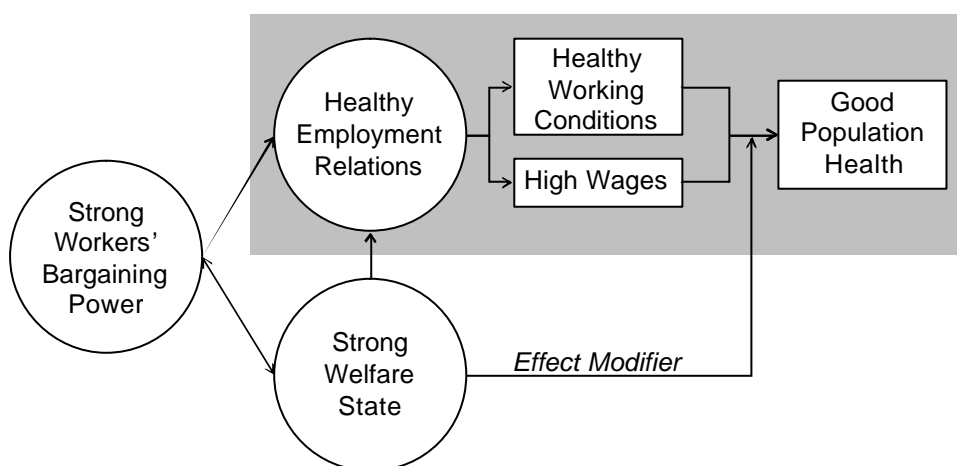 Healthy
Employment
Relations
Healthy
Working
Conditions
High Wages
Good
Population
Health
Strong
Workers’
Bargaining
Power
Strong
Welfare
State
Effect Modifier